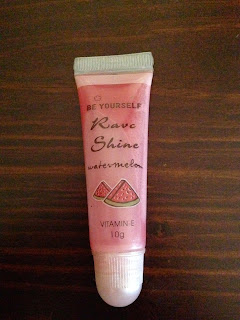 BE YOURSELF
Rave
Shine
watermelon
VITAMIN E
10g